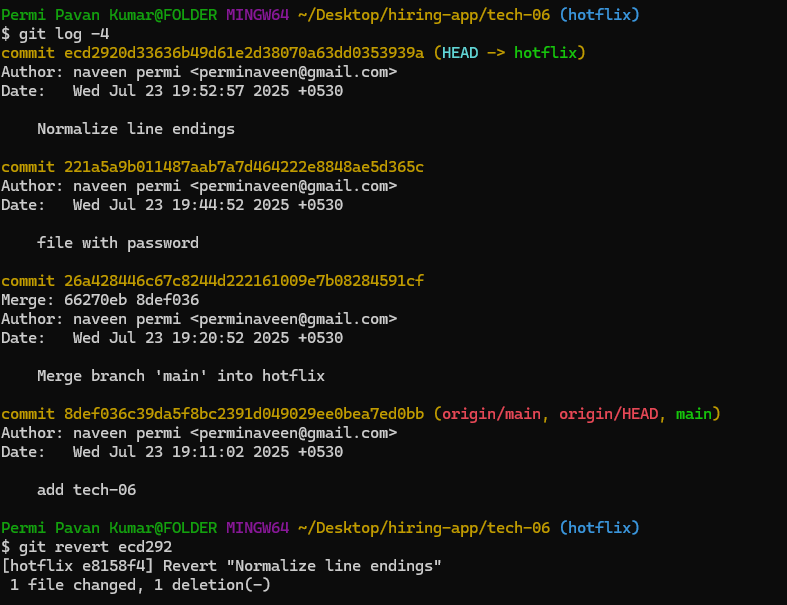 Permi Pavan Kumar@FOLDER MINGW64 ~/Desktop/hiring-app/tech-06 (hotflix)
$ git log -4
commit ecd2920d33636b49d61e2d38070a63dd0353939a (HEAD -> hotflix)
Author: naveen permi <perminaveen@gmail.com>
Date:   Wed Jul 23 19:52:57 2025 +0530
    Normalize line endings
commit 221a5a9b011487aab7a7d464222e8848ae5d365c
Author: naveen permi <perminaveen@gmail.com>
Date:   Wed Jul 23 19:44:52 2025 +0530
    file with password
commit 26a428446c67c8244d222161009e7b08284591cf
Merge: 66270eb 8def036
Author: naveen permi <perminaveen@gmail.com>
Date:   Wed Jul 23 19:20:52 2025 +0530
    Merge branch 'main' into hotflix
commit 8def036c39da5f8bc2391d049029ee0bea7ed0bb (origin/main, origin/HEAD, main)
Author: naveen permi <perminaveen@gmail.com>
Date:   Wed Jul 23 19:11:02 2025 +0530
    add tech-06
Permi Pavan Kumar@FOLDER MINGW64 ~/Desktop/hiring-app/tech-06 (hotflix)
$ git revert ecd292
[hotflix e8158f4] Revert "Normalize line endings"
 1 file changed, 1 deletion(-)